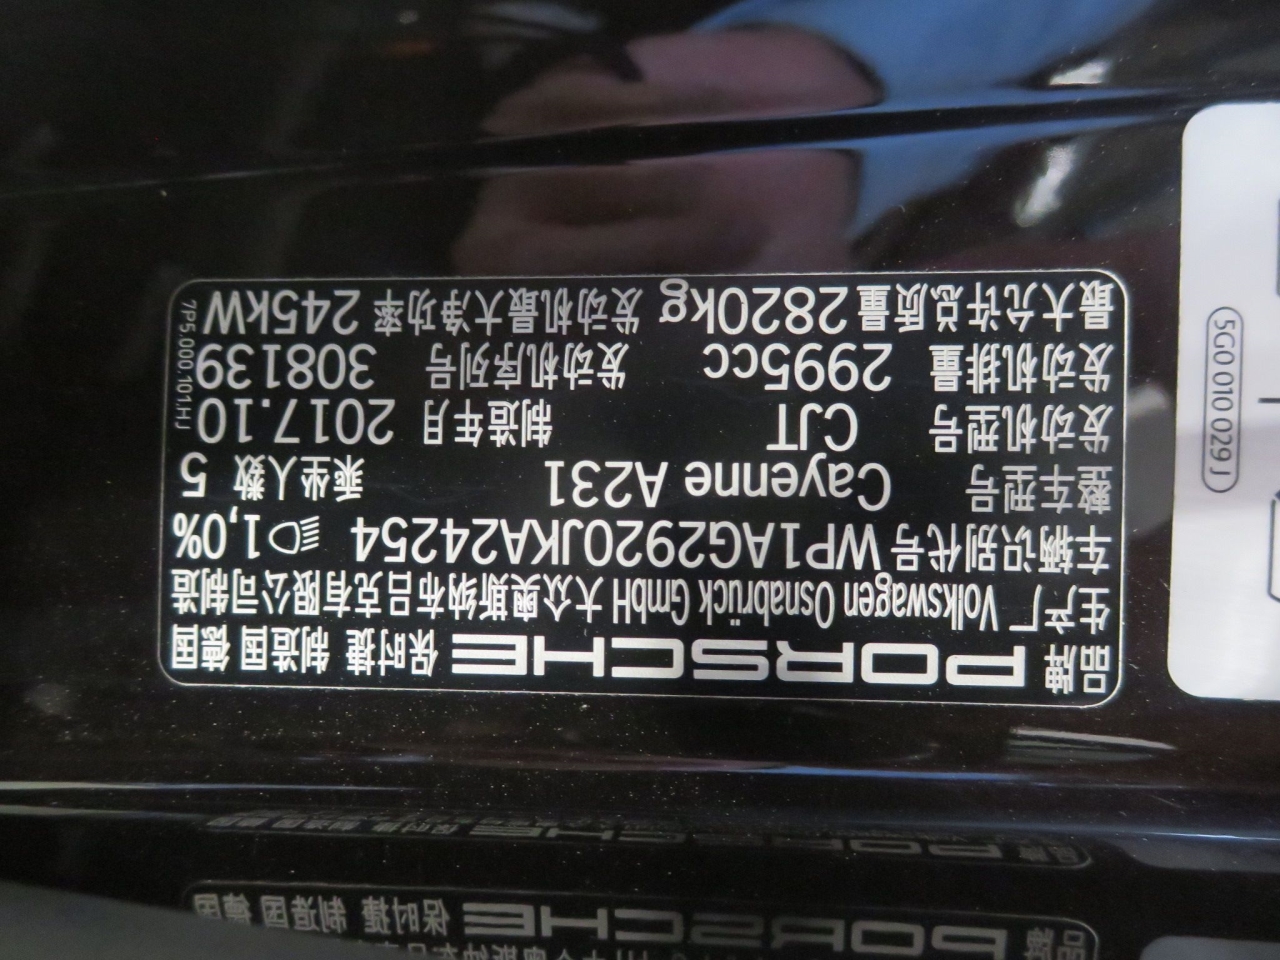 品牌 PORSCHE 保时捷 制造国 德国
生产厂 Volkswagen Osnabrück GmbH 大众奥斯纳布吕克有限公司制造
车辆识别代号 WP1AG2920JKA24254 1,0%
整车型号 Cayenne A231 乘坐人数 5
发动机型号 CJT 制造年月 2017.10
发动机排量 2995cc 发动机序列号 308139
最大允许总质量 2820kg 发动机最大净功率 245kW
7P5.000.101.HJ
5G0 010 029 J